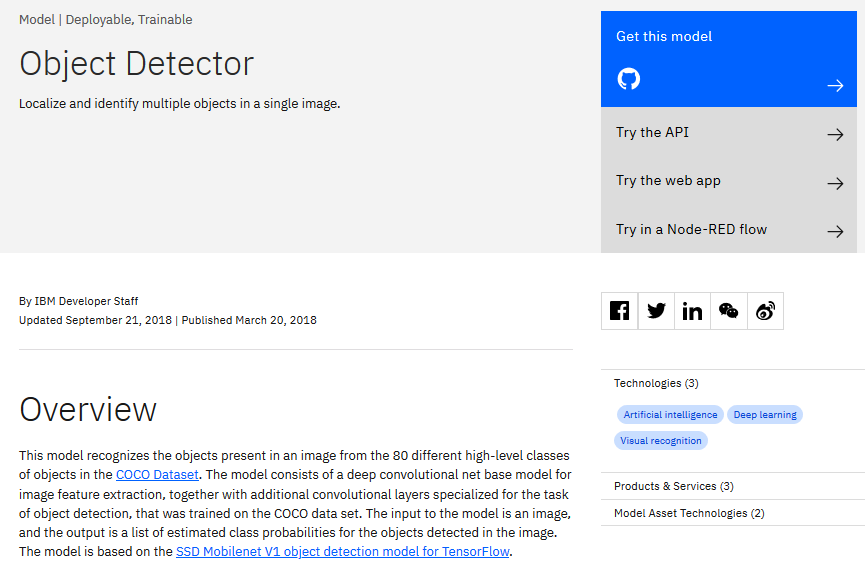 Model | Deployable, Trainable
Object Detector
Localize and identify multiple objects in a single image.
Get this model
Try the API
Try the web app
Try in a Node-RED flow
By IBM Developer Staff
Updated September 21, 2018 | Published March 20, 2018
Overview
This model recognizes the objects present in an image from the 80 different high-level classes
of objects in the COCO Dataset. The model consists of a deep convolutional net base model for
image feature extraction, together with additional convolutional layers specialized for the task
of object detection, that was trained on the COCO data set. The input to the model is an image,
and the output is a list of estimated class probabilities for the objects detected in the image.
The model is based on the SSD Mobilenet V1 object detection model for TensorFlow.
Technologies (3)
Artificial intelligence
Deep learning
Visual recognition
Products & Services (3)
Model Asset Technologies (2)